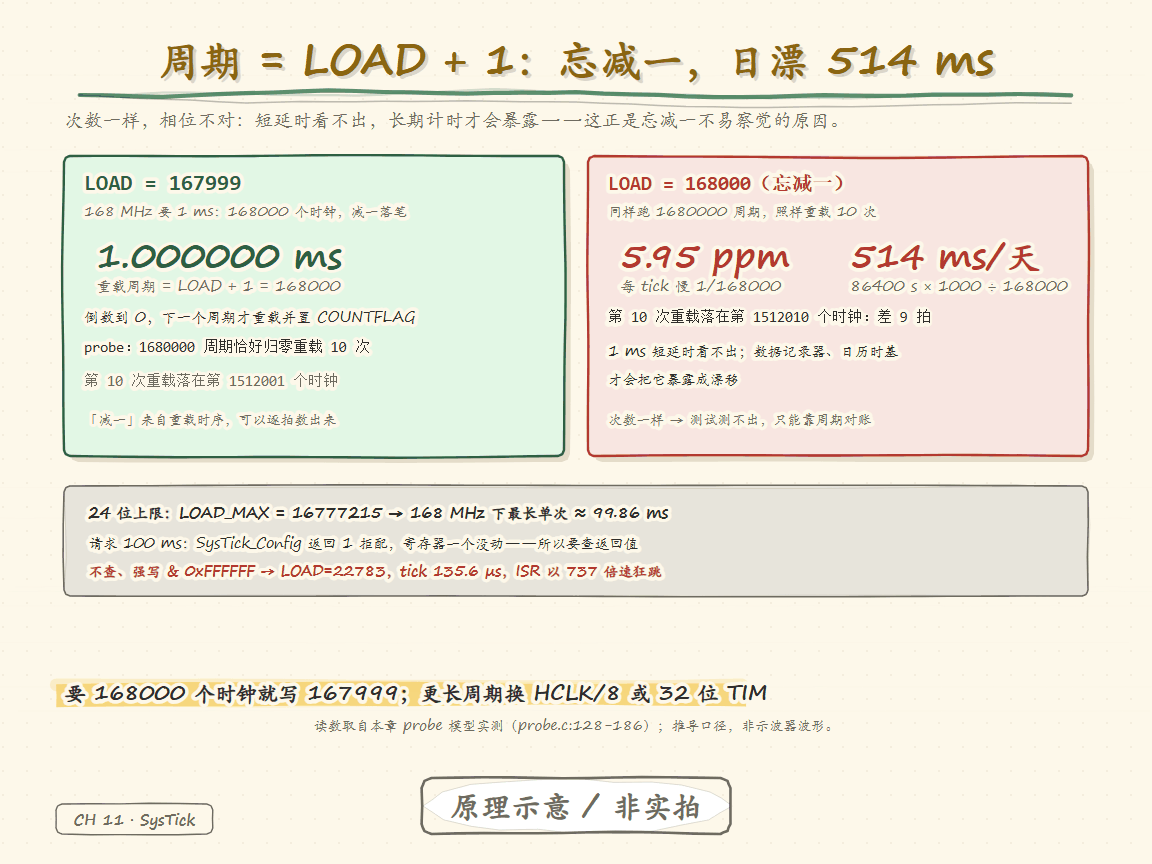 周期 = LOAD + 1：忘减一，日漂 514 ms
次数一样，相位不对：短延时看不出，长期计时才会暴露——这正是忘减一不易察觉的原因。
LOAD = 167999
168 MHz 要 1 ms：168000 个时钟，减一落笔
1.000000 ms
重载周期 = LOAD + 1 = 168000
倒数到 0，下一个周期才重载并置 COUNTFLAG
probe：1680000 周期恰好归零重载 10 次
第 10 次重载落在第 1512001 个时钟
「减一」来自重载时序，可以逐拍数出来
LOAD = 168000（忘减一）
同样跑 1680000 周期，照样重载 10 次
5.95 ppm
每 tick 慢 1/168000
514 ms/天
86400 s × 1000 ÷ 168000
第 10 次重载落在第 1512010 个时钟：差 9 拍
1 ms 短延时看不出；数据记录器、日历时基
才会把它暴露成漂移
次数一样 → 测试测不出，只能靠周期对账
24 位上限：LOAD_MAX = 16777215 → 168 MHz 下最长单次 ≈ 99.86 ms
请求 100 ms：SysTick_Config 返回 1 拒配，寄存器一个没动——所以要查返回值
不查、强写 & 0xFFFFFF → LOAD=22783，tick 135.6 μs，ISR 以 737 倍速狂跳
要 168000 个时钟就写 167999；更长周期换 HCLK/8 或 32 位 TIM
读数取自本章 probe 模型实测（probe.c:128-186）；推导口径，非示波器波形。
原理示意 / 非实拍
CH 11 · SysTick